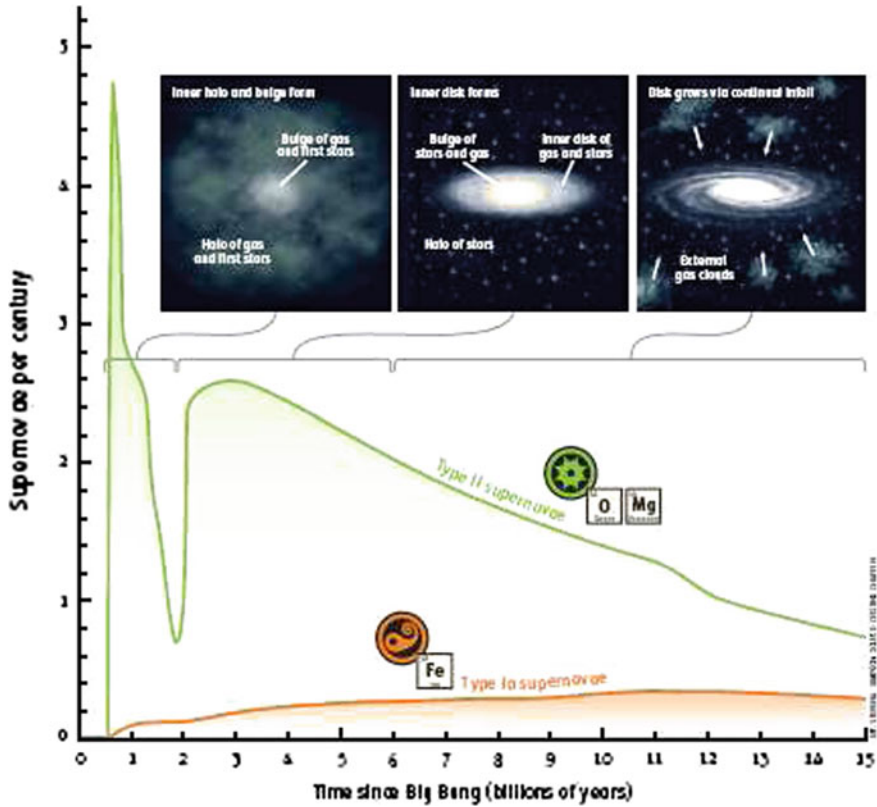 5
4
3
2
1
0
Supernovae per century
Inner halo and bulge form
Bulge of gas
and first stars
Halo of gas
and first stars
Inner disk forms
Bulge of
stars and gas
Inner disk of
gas and stars
Halo of stars
Disk grows via continual infall
External
gas clouds
Type II supernovae
O
Mg
Fe
Type Ia supernovae
0 1 2 3 4 5 6 7 8 9 10 11 12 13 14 15
Time since Big Bang (billions of years)